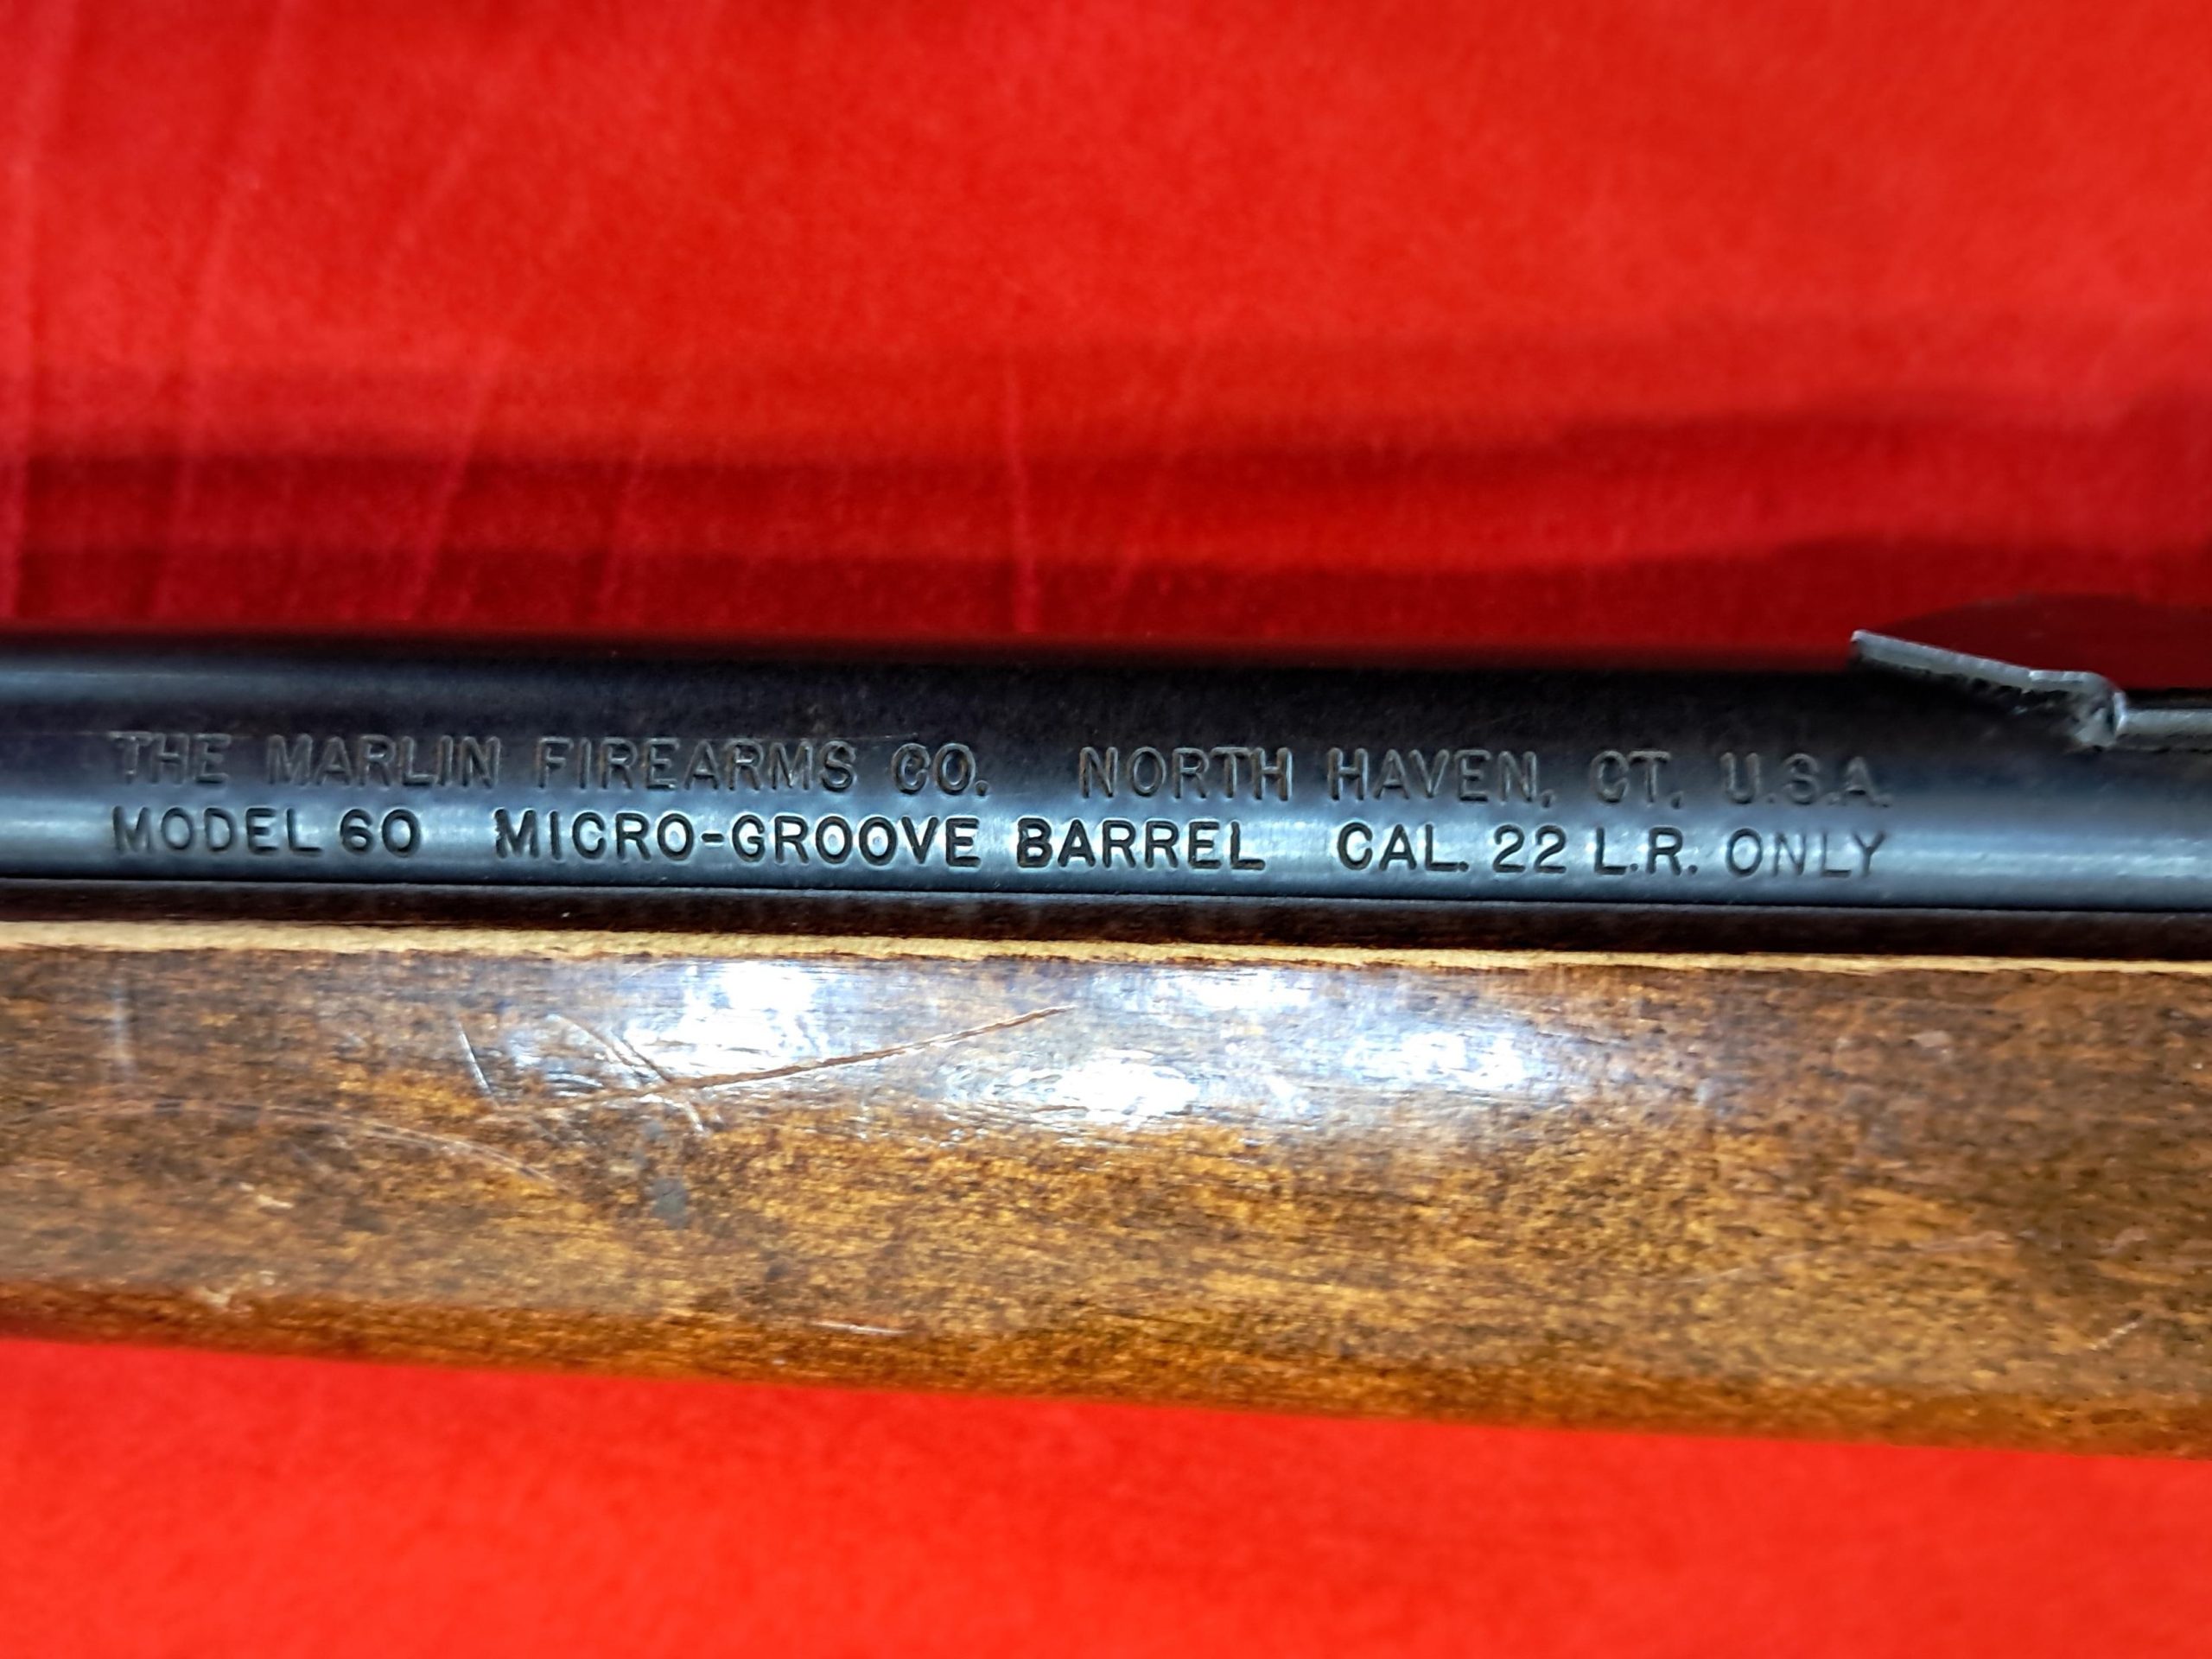 THE MARLIN FIREARMS CO. NORTH HAVEN, CT. U.S.A.
MODEL 60 MICRO-GROOVE BARREL CAL. 22 L.R. ONLY